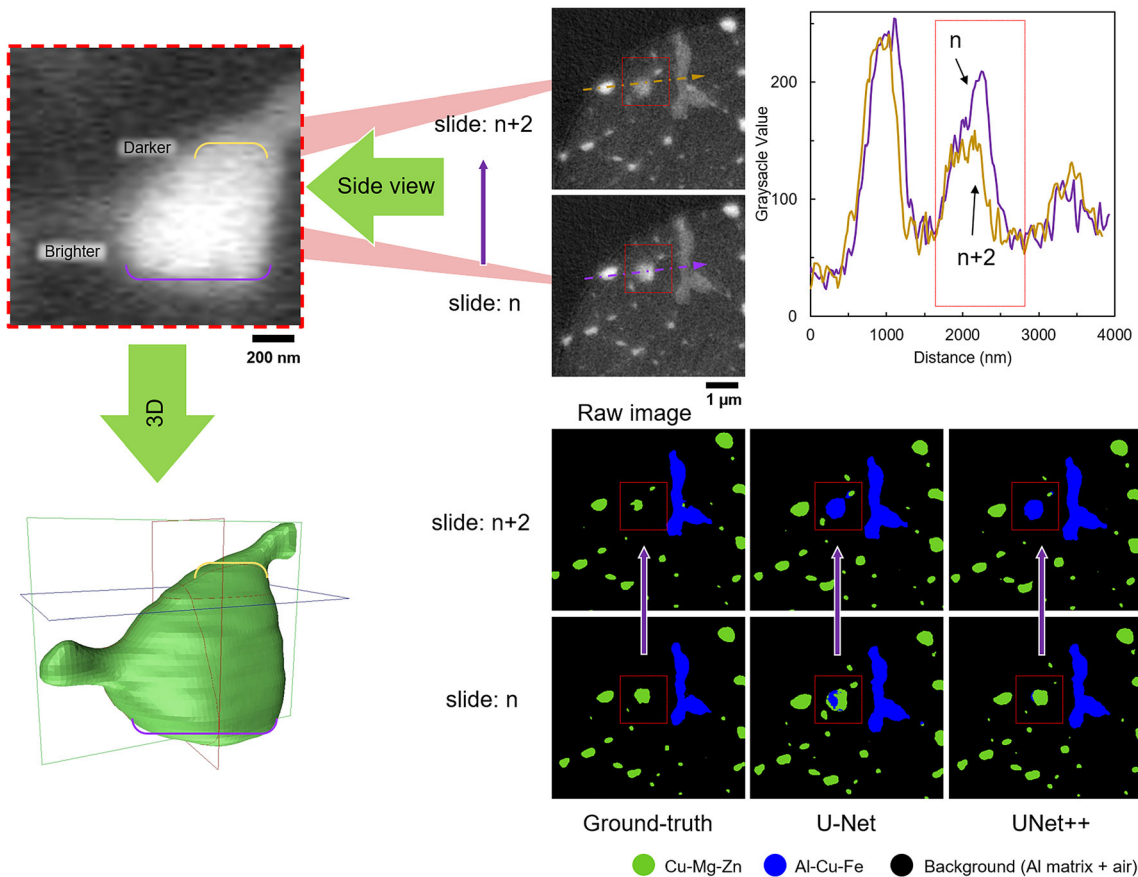 Darker
Brighter
200 nm
Side view
3D
slide: n+2
slide: n
1 µm
Raw image
Graysacle Value
200
100
0
n
n+2
0
1000
2000
3000
4000
Distance (nm)
slide: n+2
slide: n
Ground-truth
U-Net
UNet++
Cu-Mg-Zn
Al-Cu-Fe
Background (Al matrix + air)